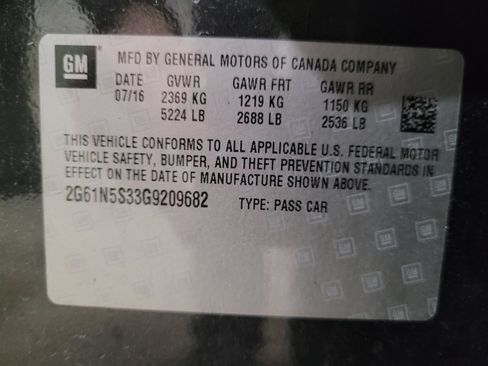 GM
MFD BY GENERAL MOTORS OF CANADA COMPANY
DATE GVWR GAWR FRT GAWR RR
07/16 2369 KG 1219 KG 1150 KG
5224 LB 2688 LB 2536 LB
THIS VEHICLE CONFORMS TO ALL APPLICABLE U.S. FEDERAL MOTOR
VEHICLE SAFETY, BUMPER, AND THEFT PREVENTION STANDARDS IN
EFFECT ON THE DATE OF MANUFACTURE SHOWN ABOVE.
2G61N5S33G9209682 TYPE: PASS CAR